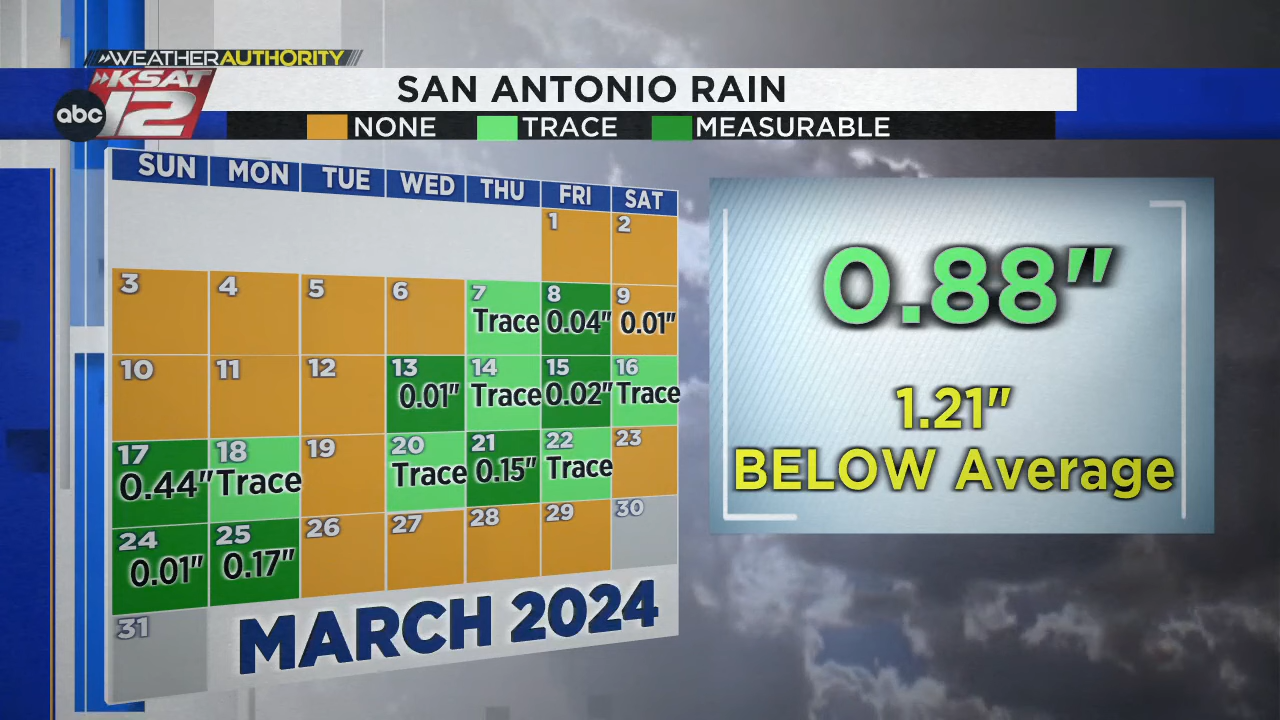 WEATHERAUTHORITY
KSAT
abc 12
SAN ANTONIO RAIN
NONE TRACE MEASURABLE
SUN MON TUE WED THU FRI SAT
1 2
3 4 5 6 7 8 9
Trace 0.04" 0.01"
10 11 12 13 14 15 16
0.01" Trace 0.02" Trace
17 18 19 20 21 22 23
0.44" Trace Trace 0.15" Trace
24 25 26 27 28 29 30
0.01" 0.17"
31
MARCH 2024
0.88"
1.21"
BELOW Average